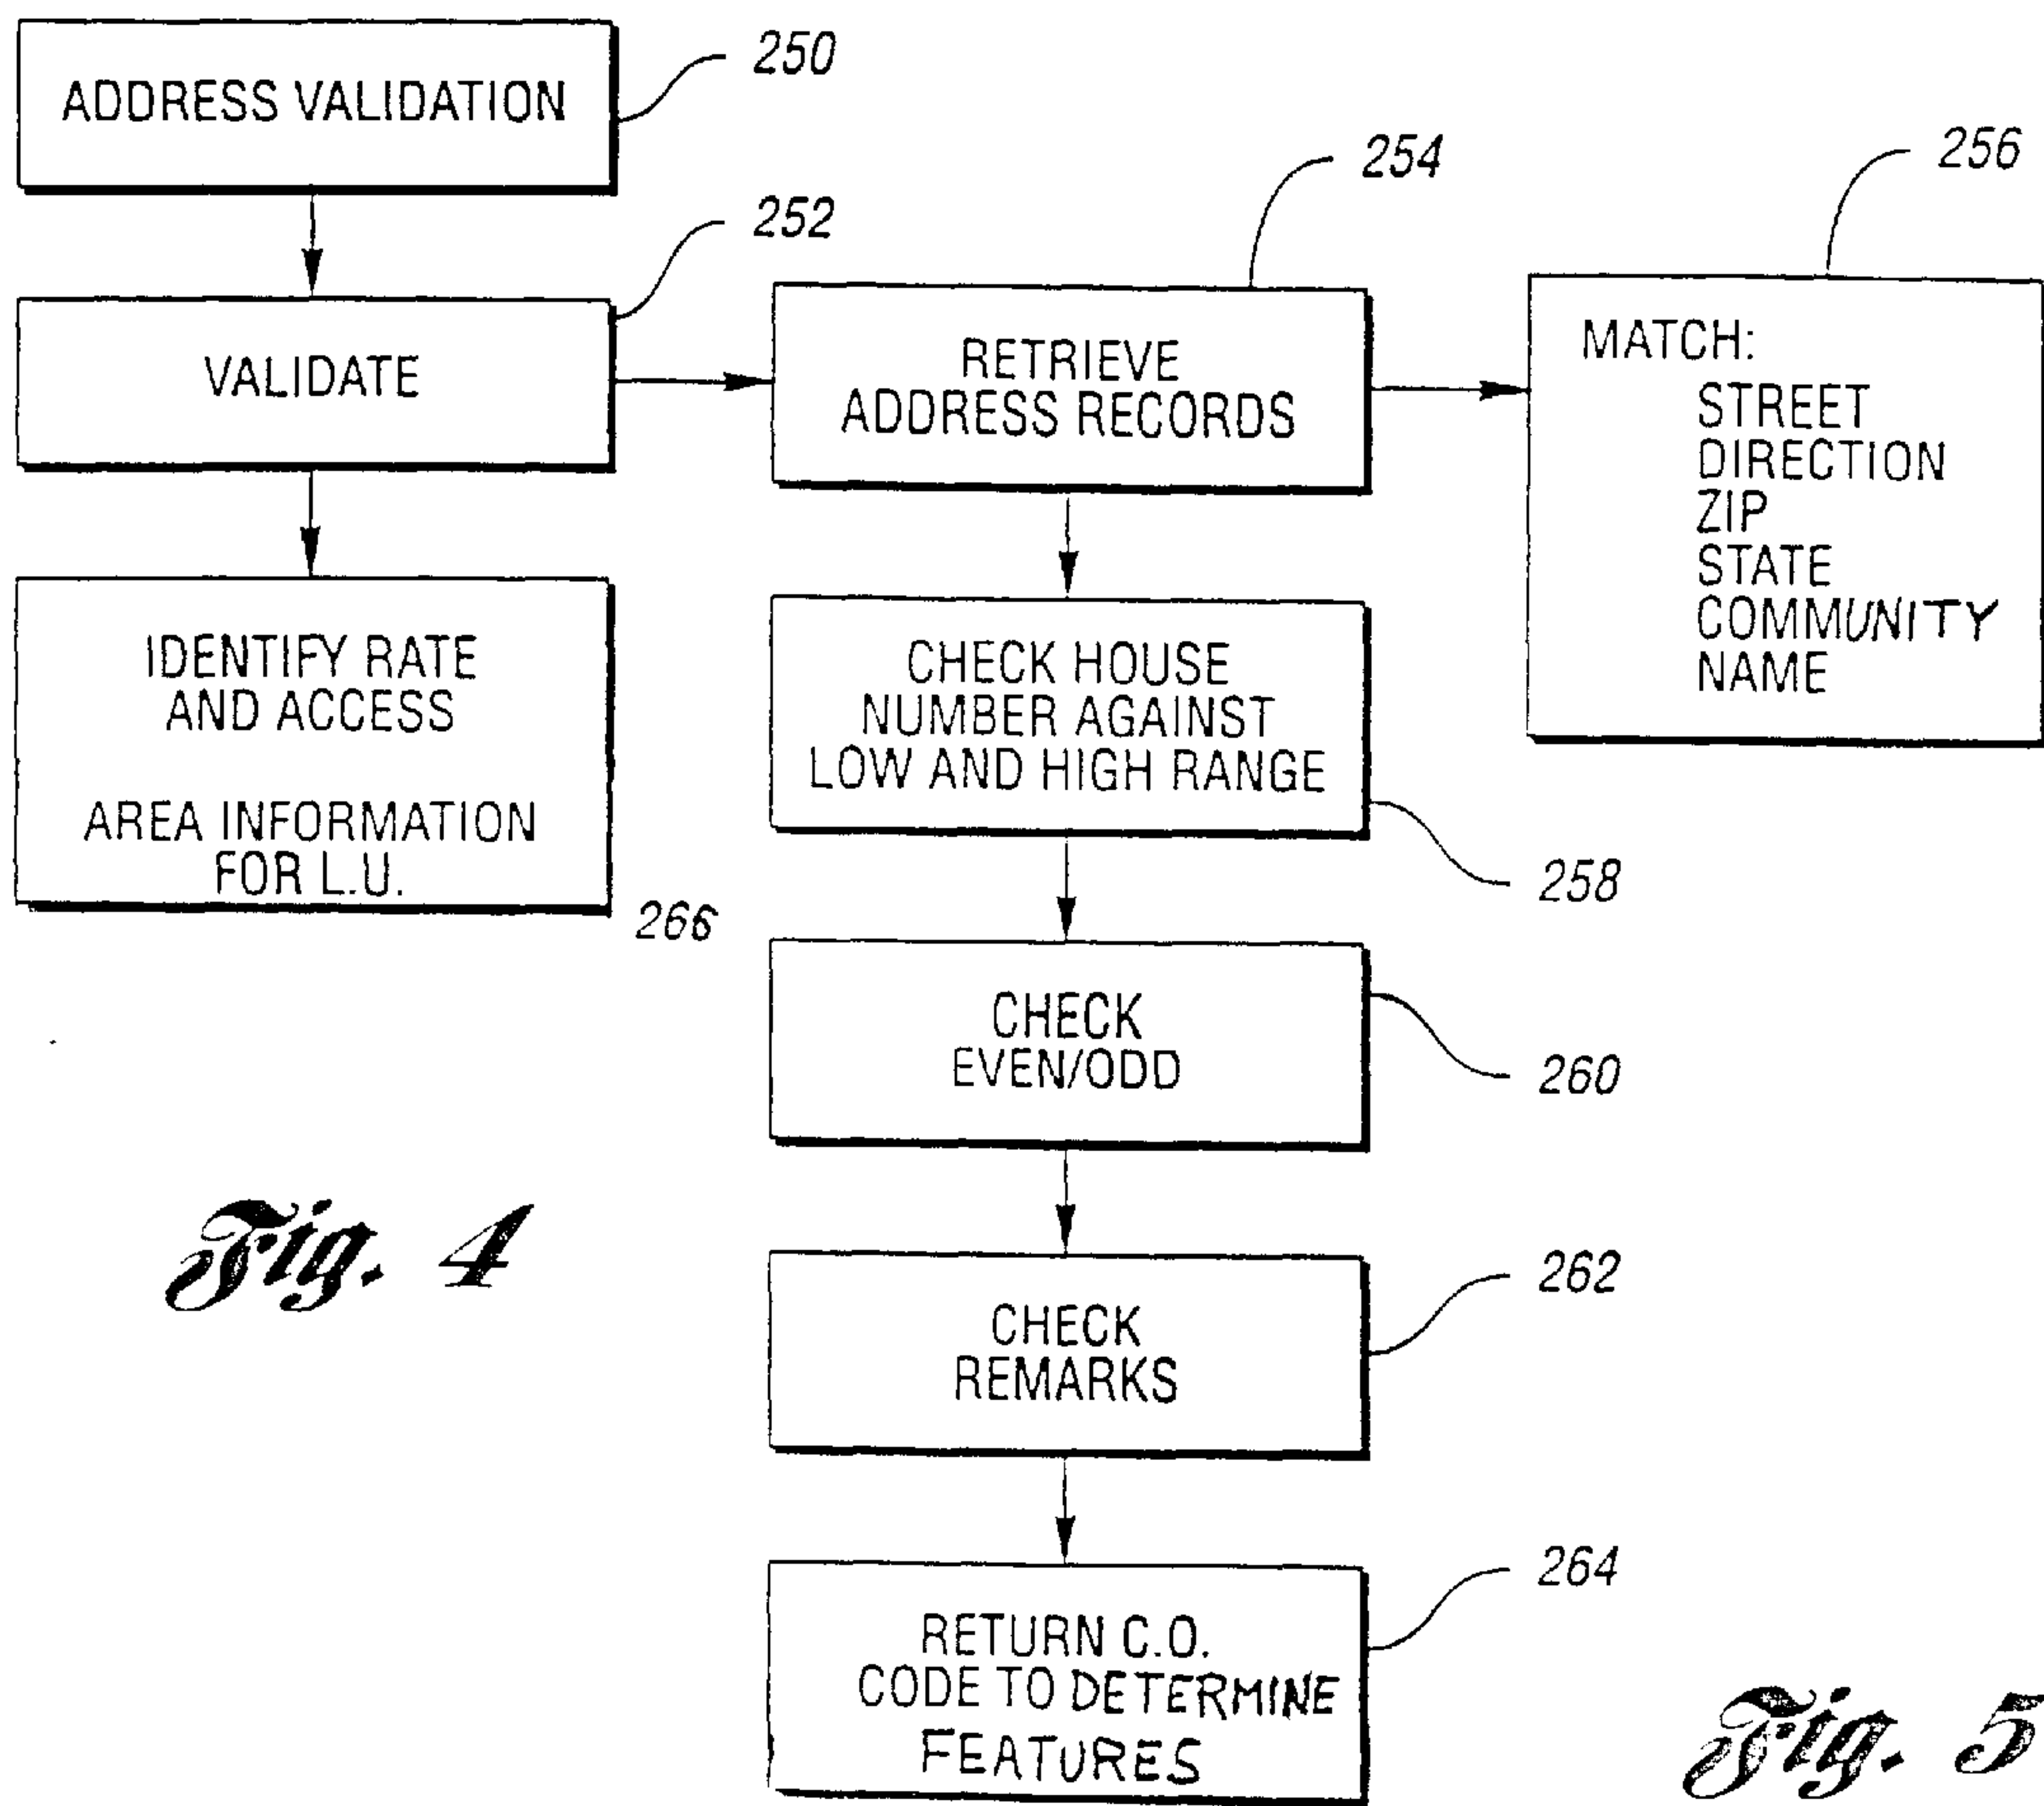 ADDRESS VALIDATION
250
VALIDATE
252
RETRIEVE
ADDRESS RECORDS
254
MATCH:
STREET
DIRECTION
ZIP
STATE
COMMUNITY
NAME
256
IDENTIFY RATE
AND ACCESS
AREA INFORMATION
FOR L.U.
266
CHECK HOUSE
NUMBER AGAINST
LOW AND HIGH RANGE
258
CHECK
EVEN/ODD
260
CHECK
REMARKS
262
RETURN C.O.
CODE TO DETERMINE
FEATURES
264
Fig. 4
Fig. 5